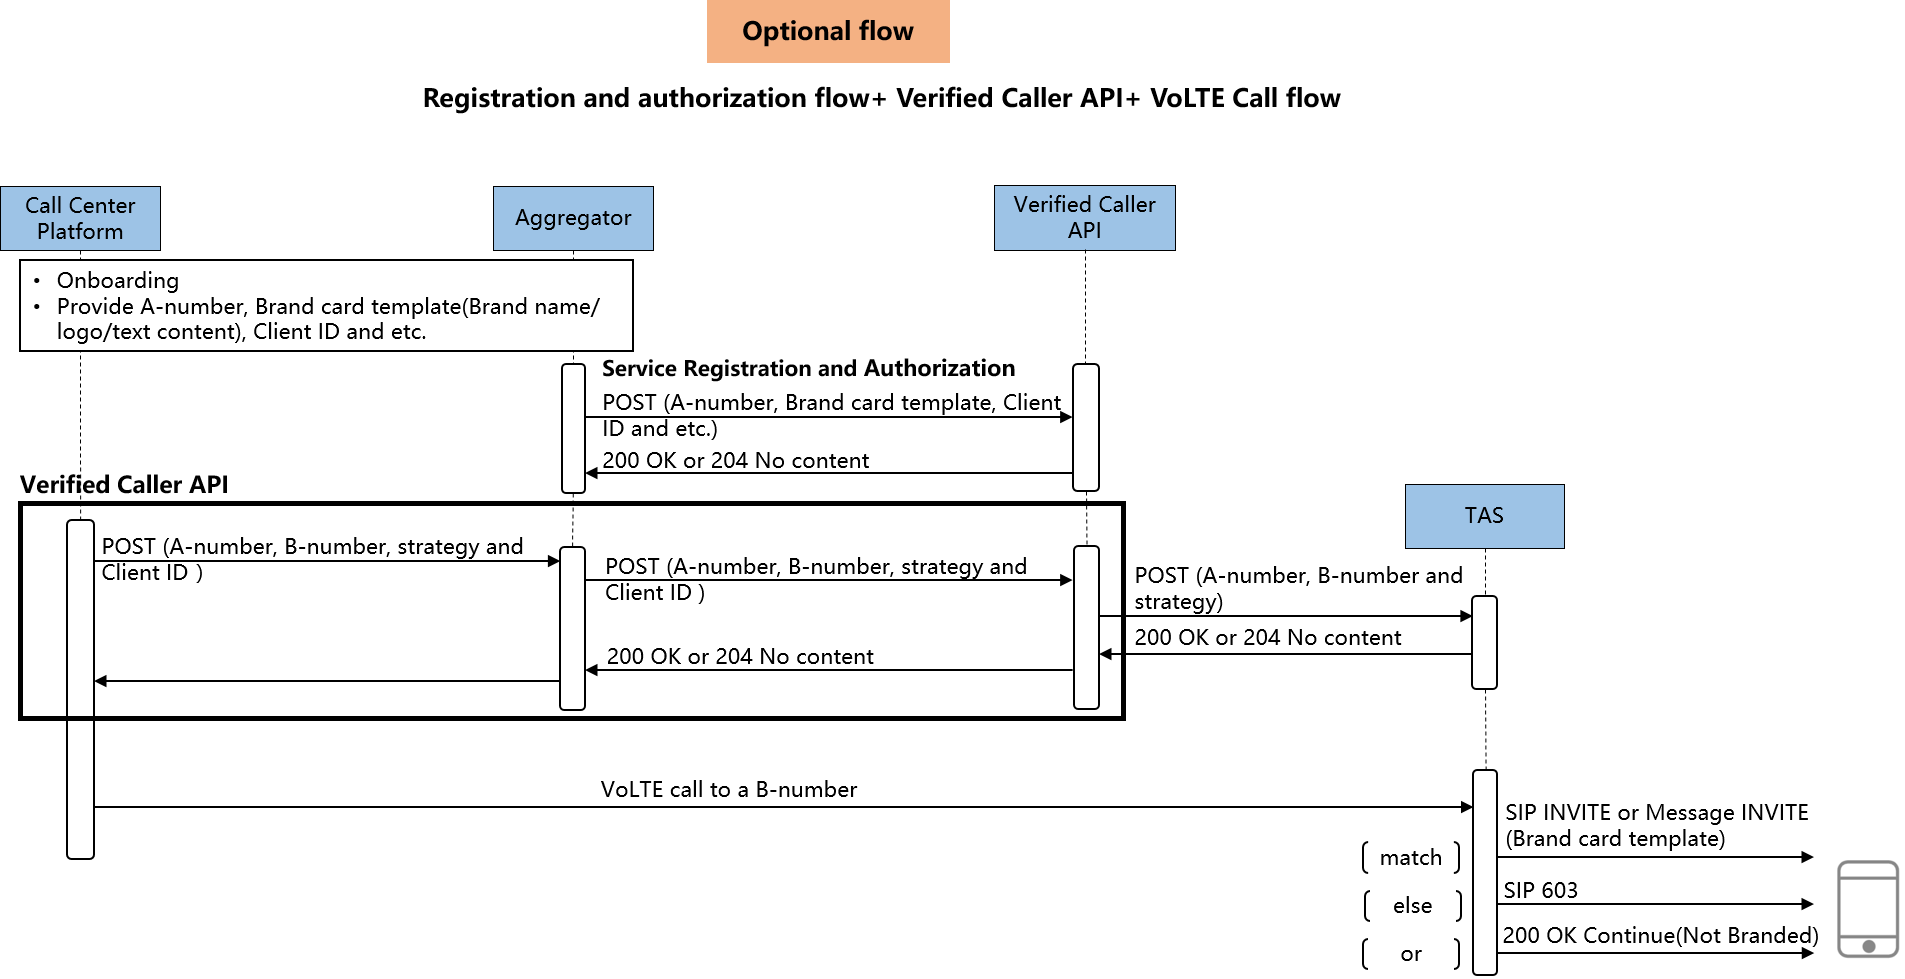 Optional flow
Registration and authorization flow+ Verified Caller API+ VoLTE Call flow
Call Center
Platform
Aggregator
Verified Caller
API
• Onboarding
• Provide A-number, Brand card template(Brand name/
logo/text content), Client ID and etc.
Service Registration and Authorization
POST (A-number, Brand card template, Client
ID and etc.)
200 OK or 204 No content
Verified Caller API
TAS
POST (A-number, B-number, strategy and
Client ID )
POST (A-number, B-number, strategy and
Client ID )
POST (A-number, B-number and
strategy)
200 OK or 204 No content
200 OK or 204 No content
VoLTE call to a B-number
SIP INVITE or Message INVITE
(Brand card template)
[ match ]
SIP 603
[ else ]
200 OK Continue(Not Branded)
[ or ]